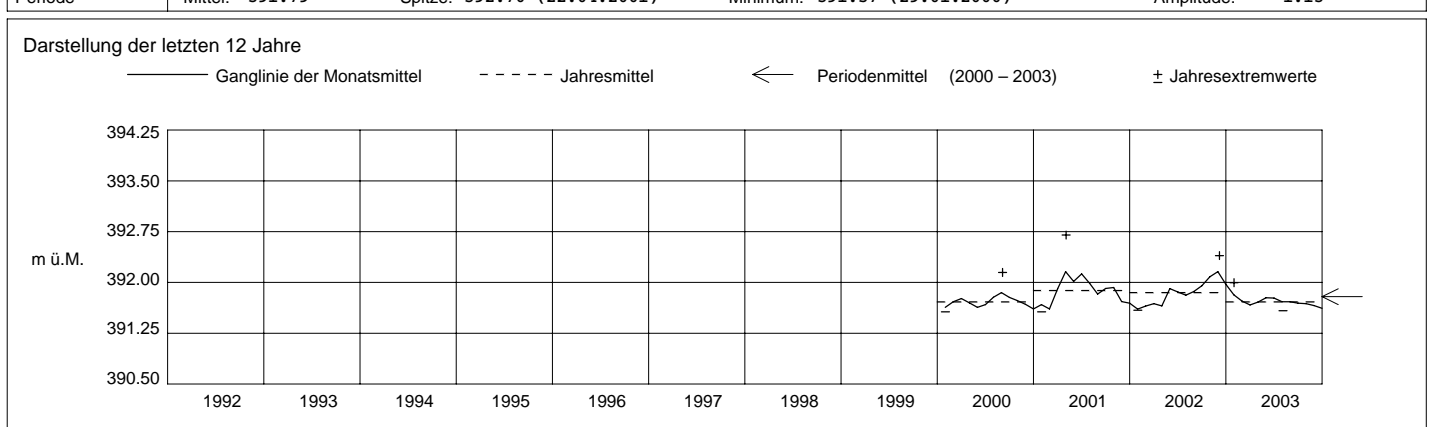 Darstellung der letzten 12 Jahre
Ganglinie der Monatsmittel Jahresmittel Periodenmittel (2000 – 2003) + Jahresextremwerte
394.25
393.50
392.75
m ü.M.
392.00
391.25
390.50
1992 1993 1994 1995 1996 1997 1998 1999 2000 2001 2002 2003